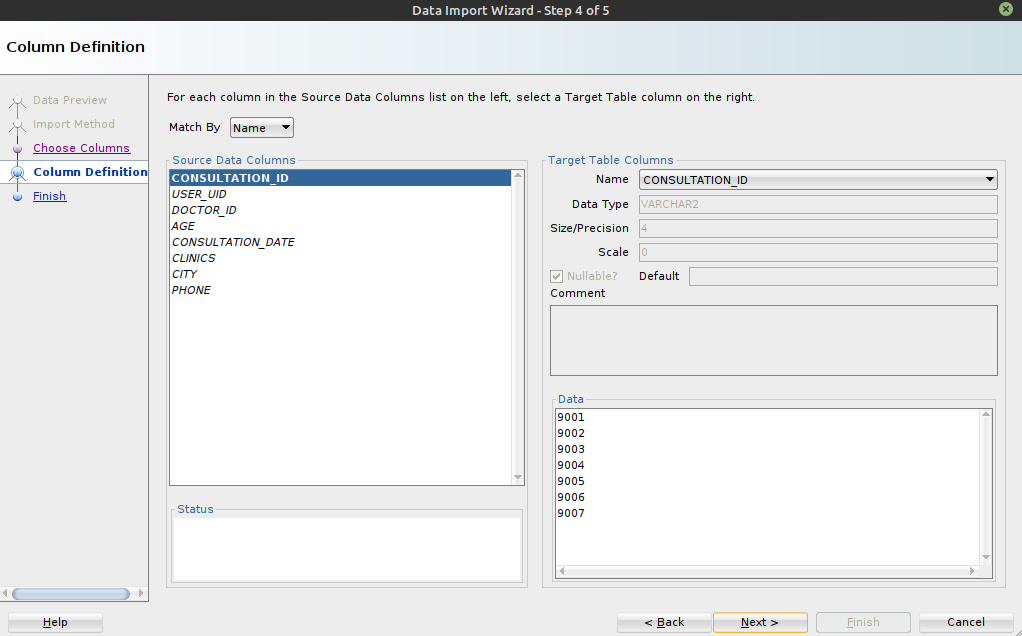 Data Import Wizard - Step 4 of 5
Column Definition
Data Preview
Import Method
Choose Columns
Column Definition
Finish
For each column in the Source Data Columns list on the left, select a Target Table column on the right.
Match By Name
Source Data Columns
CONSULTATION_ID
USER_UID
DOCTOR_ID
AGE
CONSULTATION_DATE
CLINICS
CITY
PHONE
Status
Target Table Columns
Name CONSULTATION_ID
Data Type VARCHAR2
Size/Precision 4
Scale 0
Nullable? Default
Comment
Data
9001
9002
9003
9004
9005
9006
9007
Help
< Back
Next >
Finish
Cancel